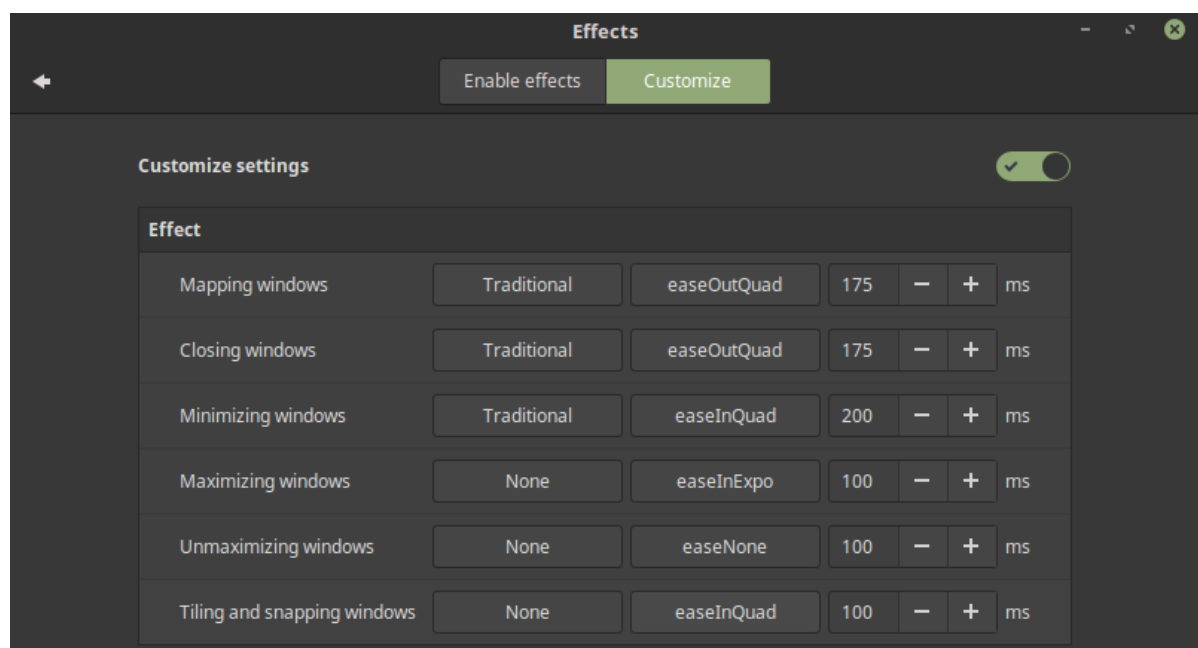 Effects
Enable effects Customize
Customize settings
Effect
Mapping windows Traditional easeOutQuad 175 − + ms
Closing windows Traditional easeOutQuad 175 − + ms
Minimizing windows Traditional easeInQuad 200 − + ms
Maximizing windows None easeInExpo 100 − + ms
Unmaximizing windows None easeNone 100 − + ms
Tiling and snapping windows None easeInQuad 100 − + ms